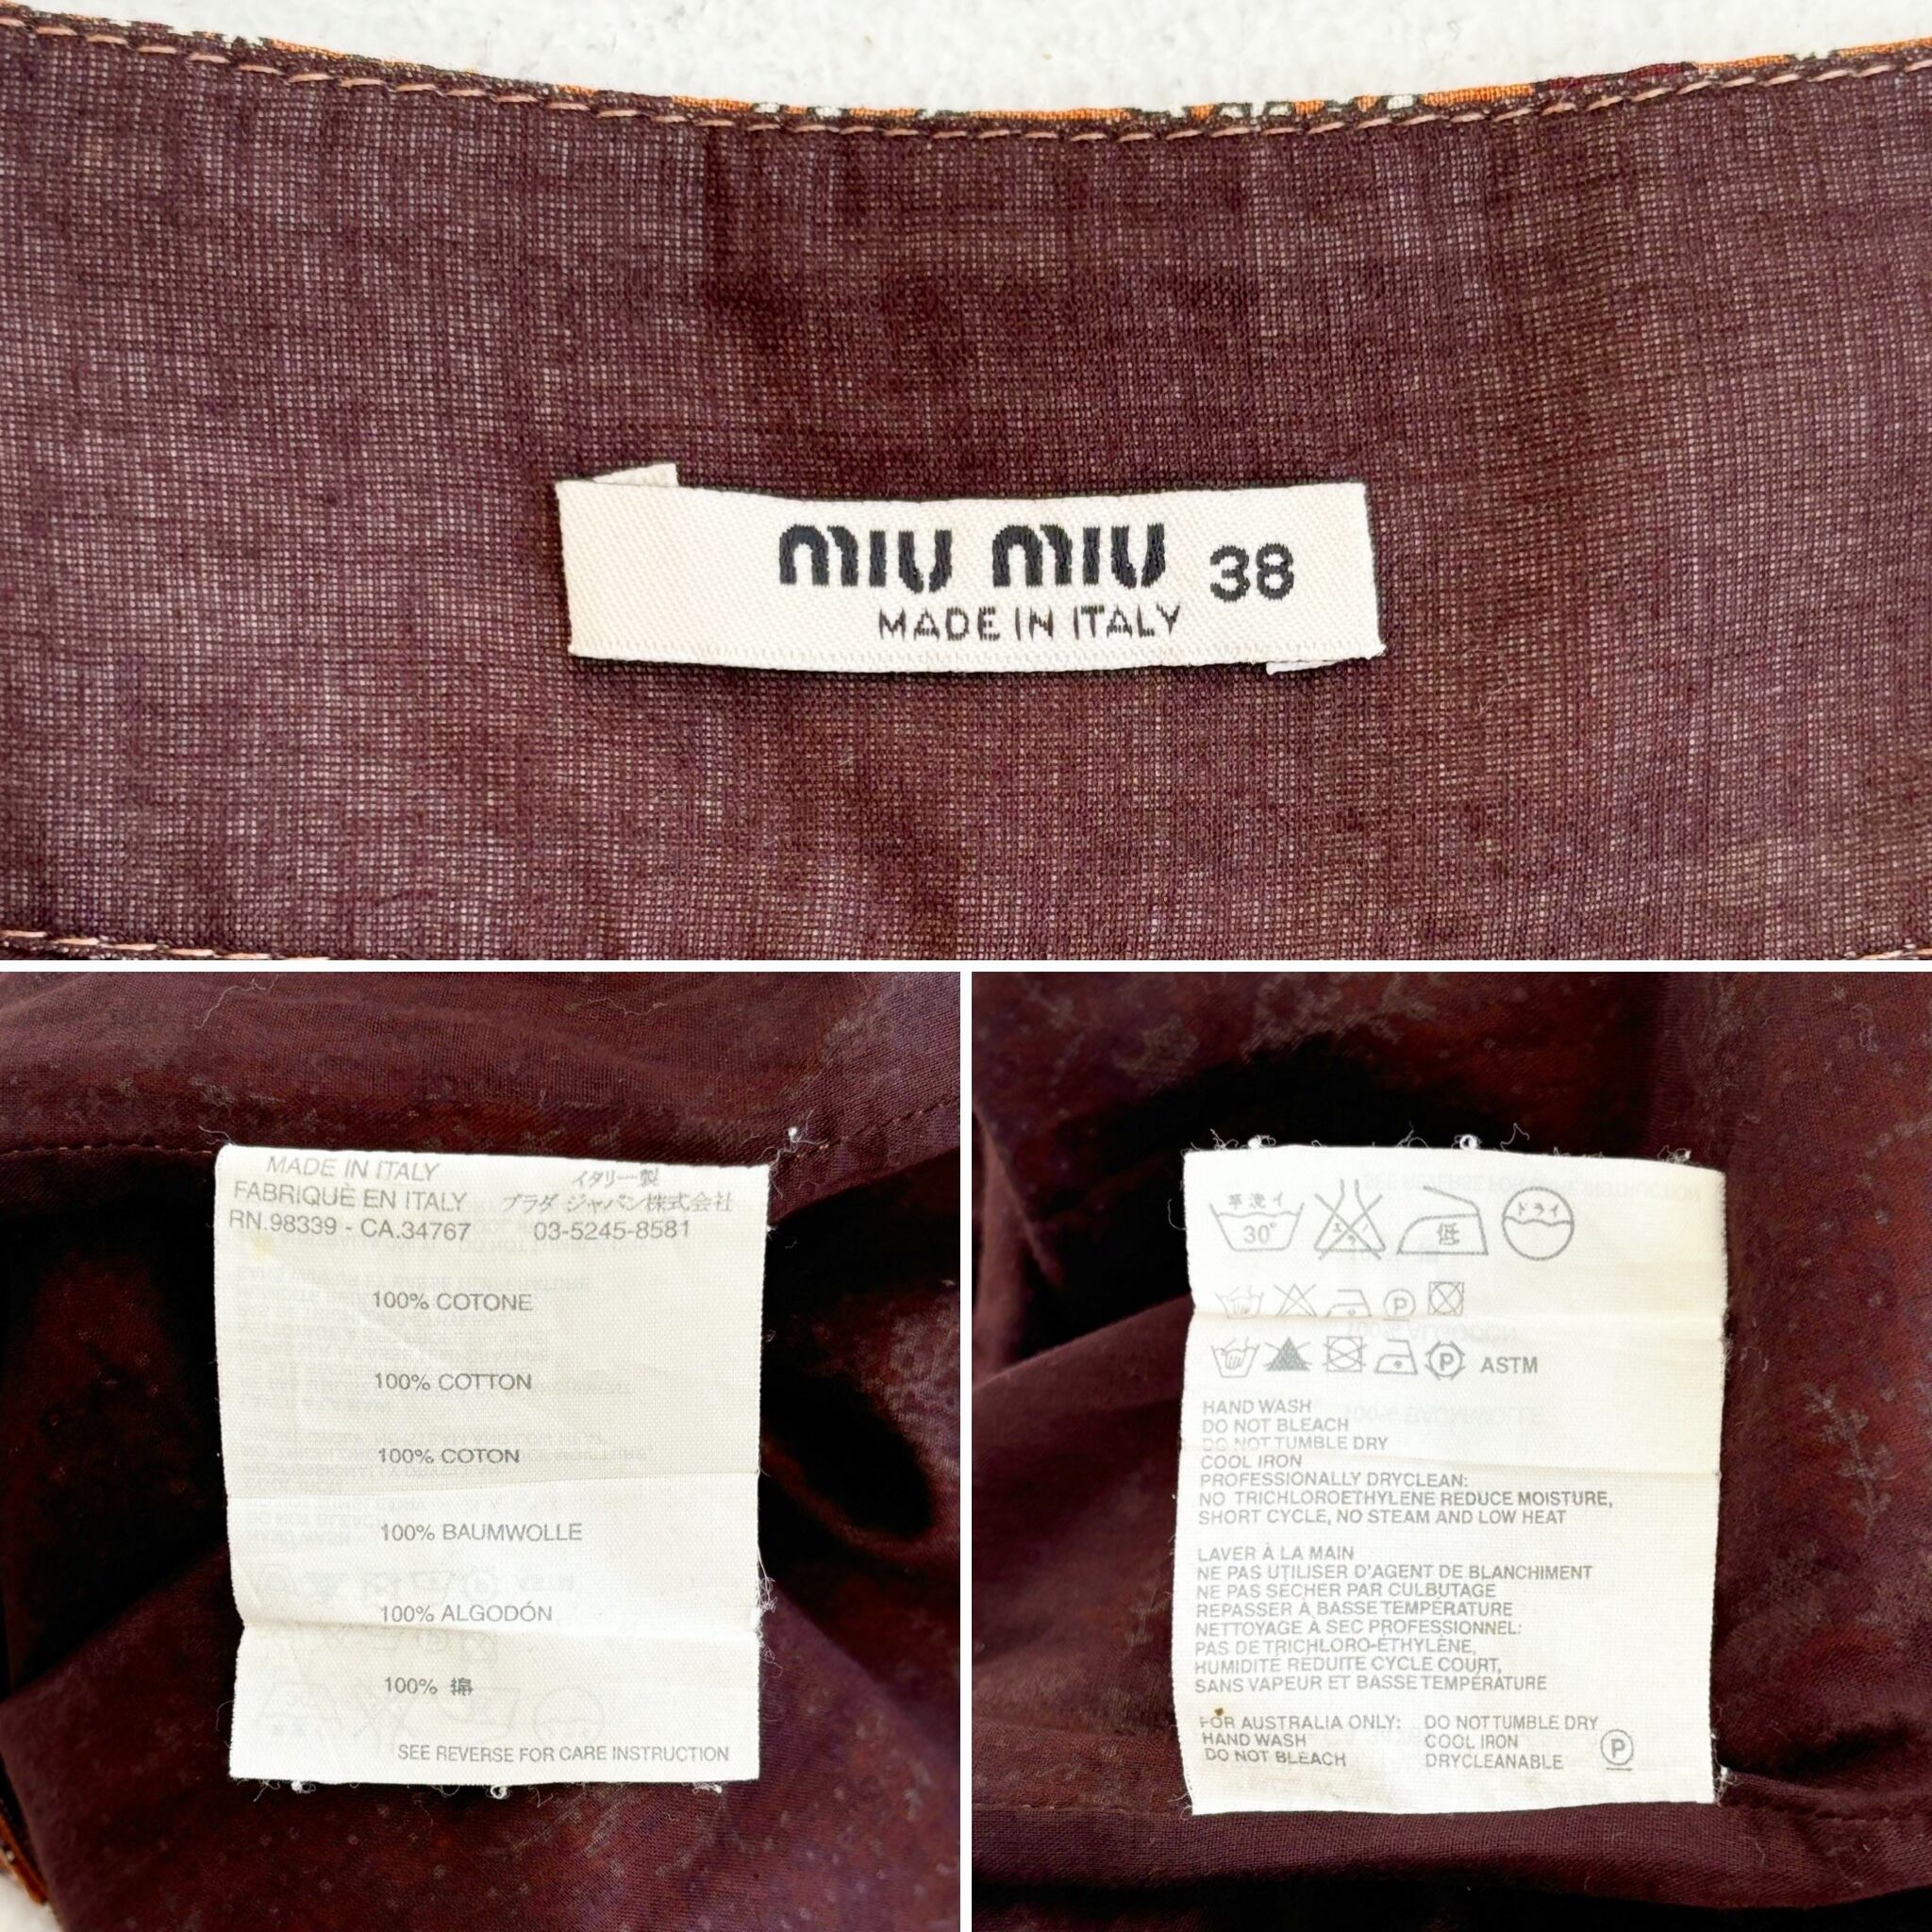 miu miu 38
MADE IN ITALY
MADE IN ITALY
FABRIQUÈ EN ITALY
RN.98339 - CA.34767
イタリー製
プラダ ジャパン株式会社
03-5245-8581
100% COTONE
100% COTTON
100% COTON
100% BAUMWOLLE
100% ALGODÓN
100% 綿
SEE REVERSE FOR CARE INSTRUCTION
手洗イ
30°
低
ドライ
P
P ASTM
HAND WASH
DO NOT BLEACH
DO NOT TUMBLE DRY
COOL IRON
PROFESSIONALLY DRYCLEAN:
NO TRICHLOROETHYLENE REDUCE MOISTURE,
SHORT CYCLE, NO STEAM AND LOW HEAT
LAVER À LA MAIN
NE PAS UTILISER D'AGENT DE BLANCHIMENT
NE PAS SÉCHER PAR CULBUTAGE
REPASSER À BASSE TEMPÉRATURE
NETTOYAGE À SEC PROFESSIONNEL:
PAS DE TRICHLORO-ÉTHYLÈNE,
HUMIDITÉ RÉDUITE CYCLE COURT,
SANS VAPEUR ET BASSE TEMPÉRATURE
FOR AUSTRALIA ONLY:
HAND WASH
DO NOT BLEACH
DO NOT TUMBLE DRY
COOL IRON
DRYCLEANABLE
P